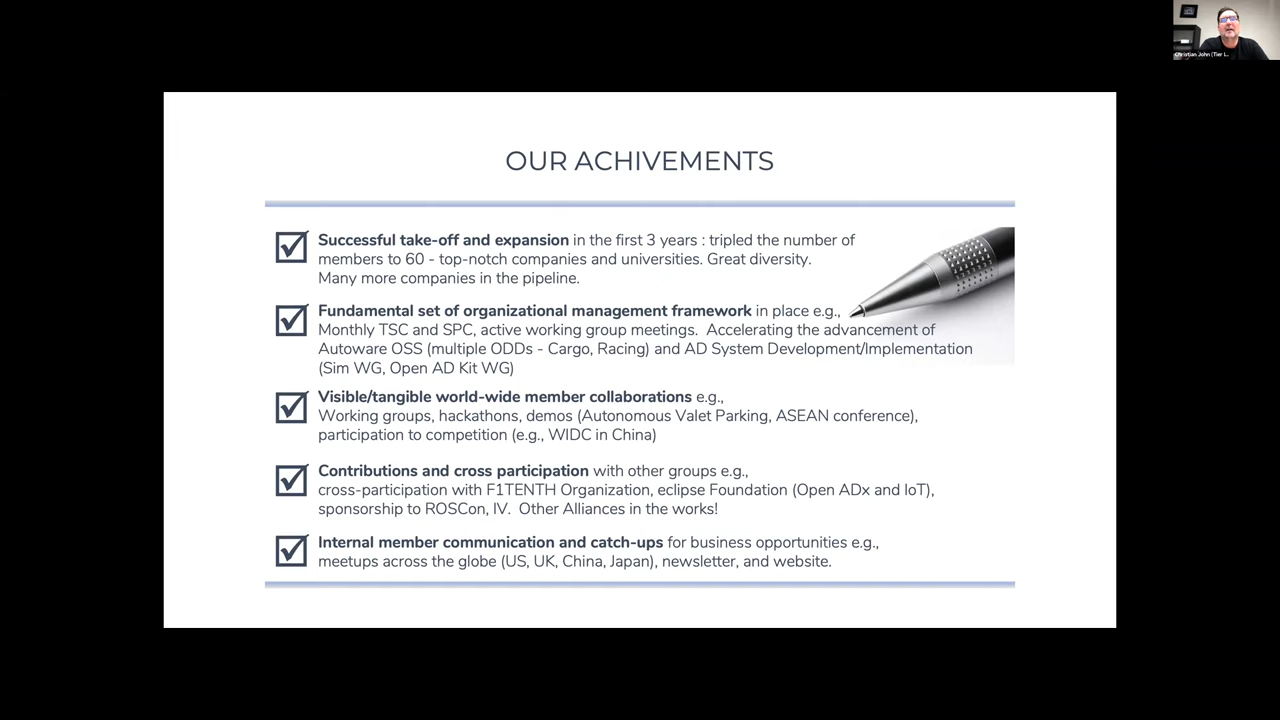 Christian John (Tier I...
OUR ACHIVEMENTS
Successful take-off and expansion in the first 3 years : tripled the number of
members to 60 - top-notch companies and universities. Great diversity.
Many more companies in the pipeline.
Fundamental set of organizational management framework in place e.g.,
Monthly TSC and SPC, active working group meetings.  Accelerating the advancement of
Autoware OSS (multiple ODDs - Cargo, Racing) and AD System Development/Implementation
(Sim WG, Open AD Kit WG)
Visible/tangible world-wide member collaborations e.g.,
Working groups, hackathons, demos (Autonomous Valet Parking, ASEAN conference),
participation to competition (e.g., WIDC in China)
Contributions and cross participation with other groups e.g.,
cross-participation with F1TENTH Organization, eclipse Foundation (Open ADx and IoT),
sponsorship to ROSCon, IV.  Other Alliances in the works!
Internal member communication and catch-ups for business opportunities e.g.,
meetups across the globe (US, UK, China, Japan), newsletter, and website.